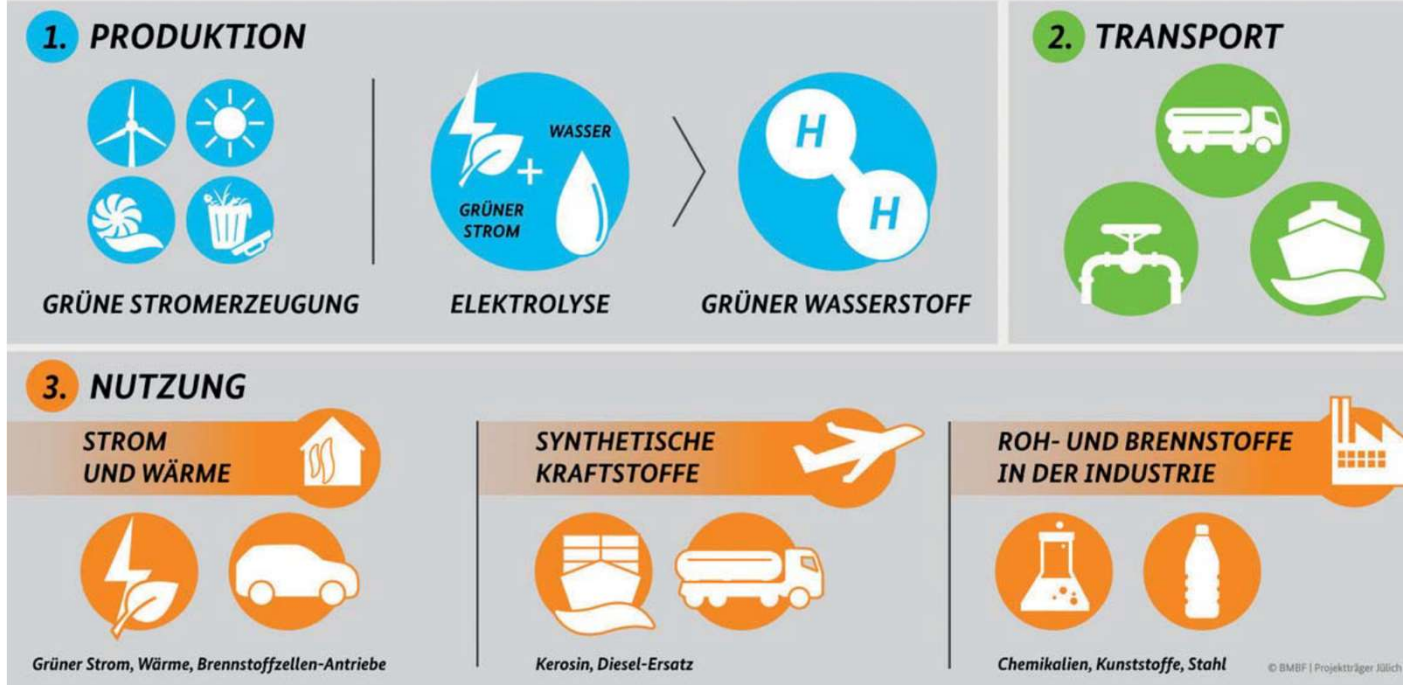 1. PRODUKTION
WASSER
+
GRÜNER
STROM
H
H
GRÜNE STROMERZEUGUNG
ELEKTROLYSE
GRÜNER WASSERSTOFF
2. TRANSPORT
3. NUTZUNG
STROM
UND WÄRME
Grüner Strom, Wärme, Brennstoffzellen-Antriebe
SYNTHETISCHE
KRAFTSTOFFE
Kerosin, Diesel-Ersatz
ROH- UND BRENNSTOFFE
IN DER INDUSTRIE
Chemikalien, Kunststoffe, Stahl
© BMBF | Projektträger Jülich